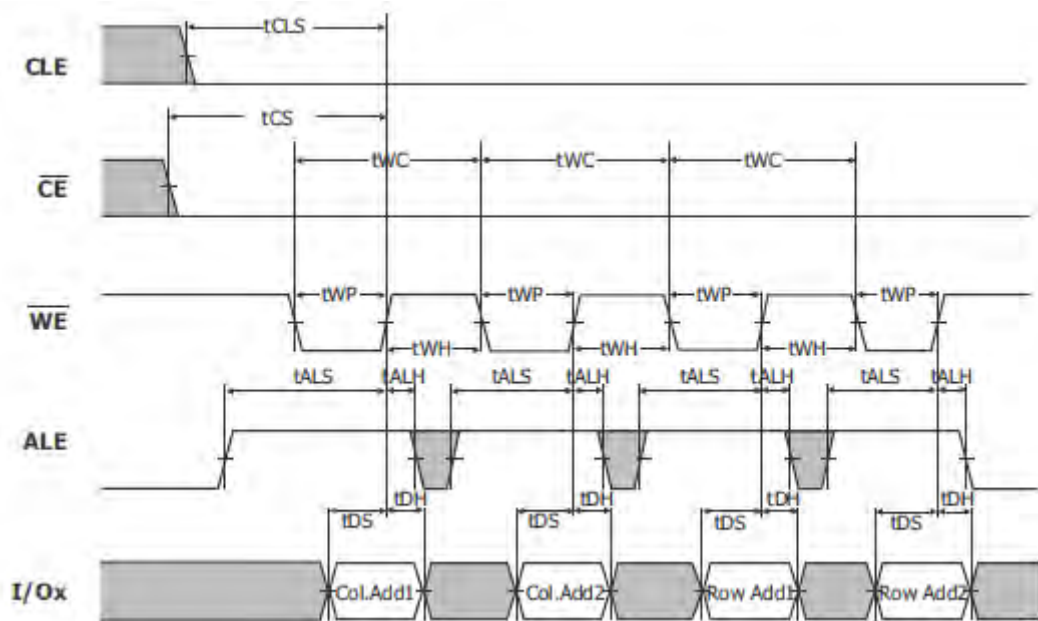 tCLS
CLE
tCS
tWC tWC tWC
CE
tWP tWP tWP tWP
WE
tWH tWH tWH
tALS tALH tALS tALH tALS tALH tALS tALH
ALE
tDH tDH tDH tDH
tDS tDS tDS tDS
I/Ox Col.Add1 Col.Add2 Row Add1 Row Add2